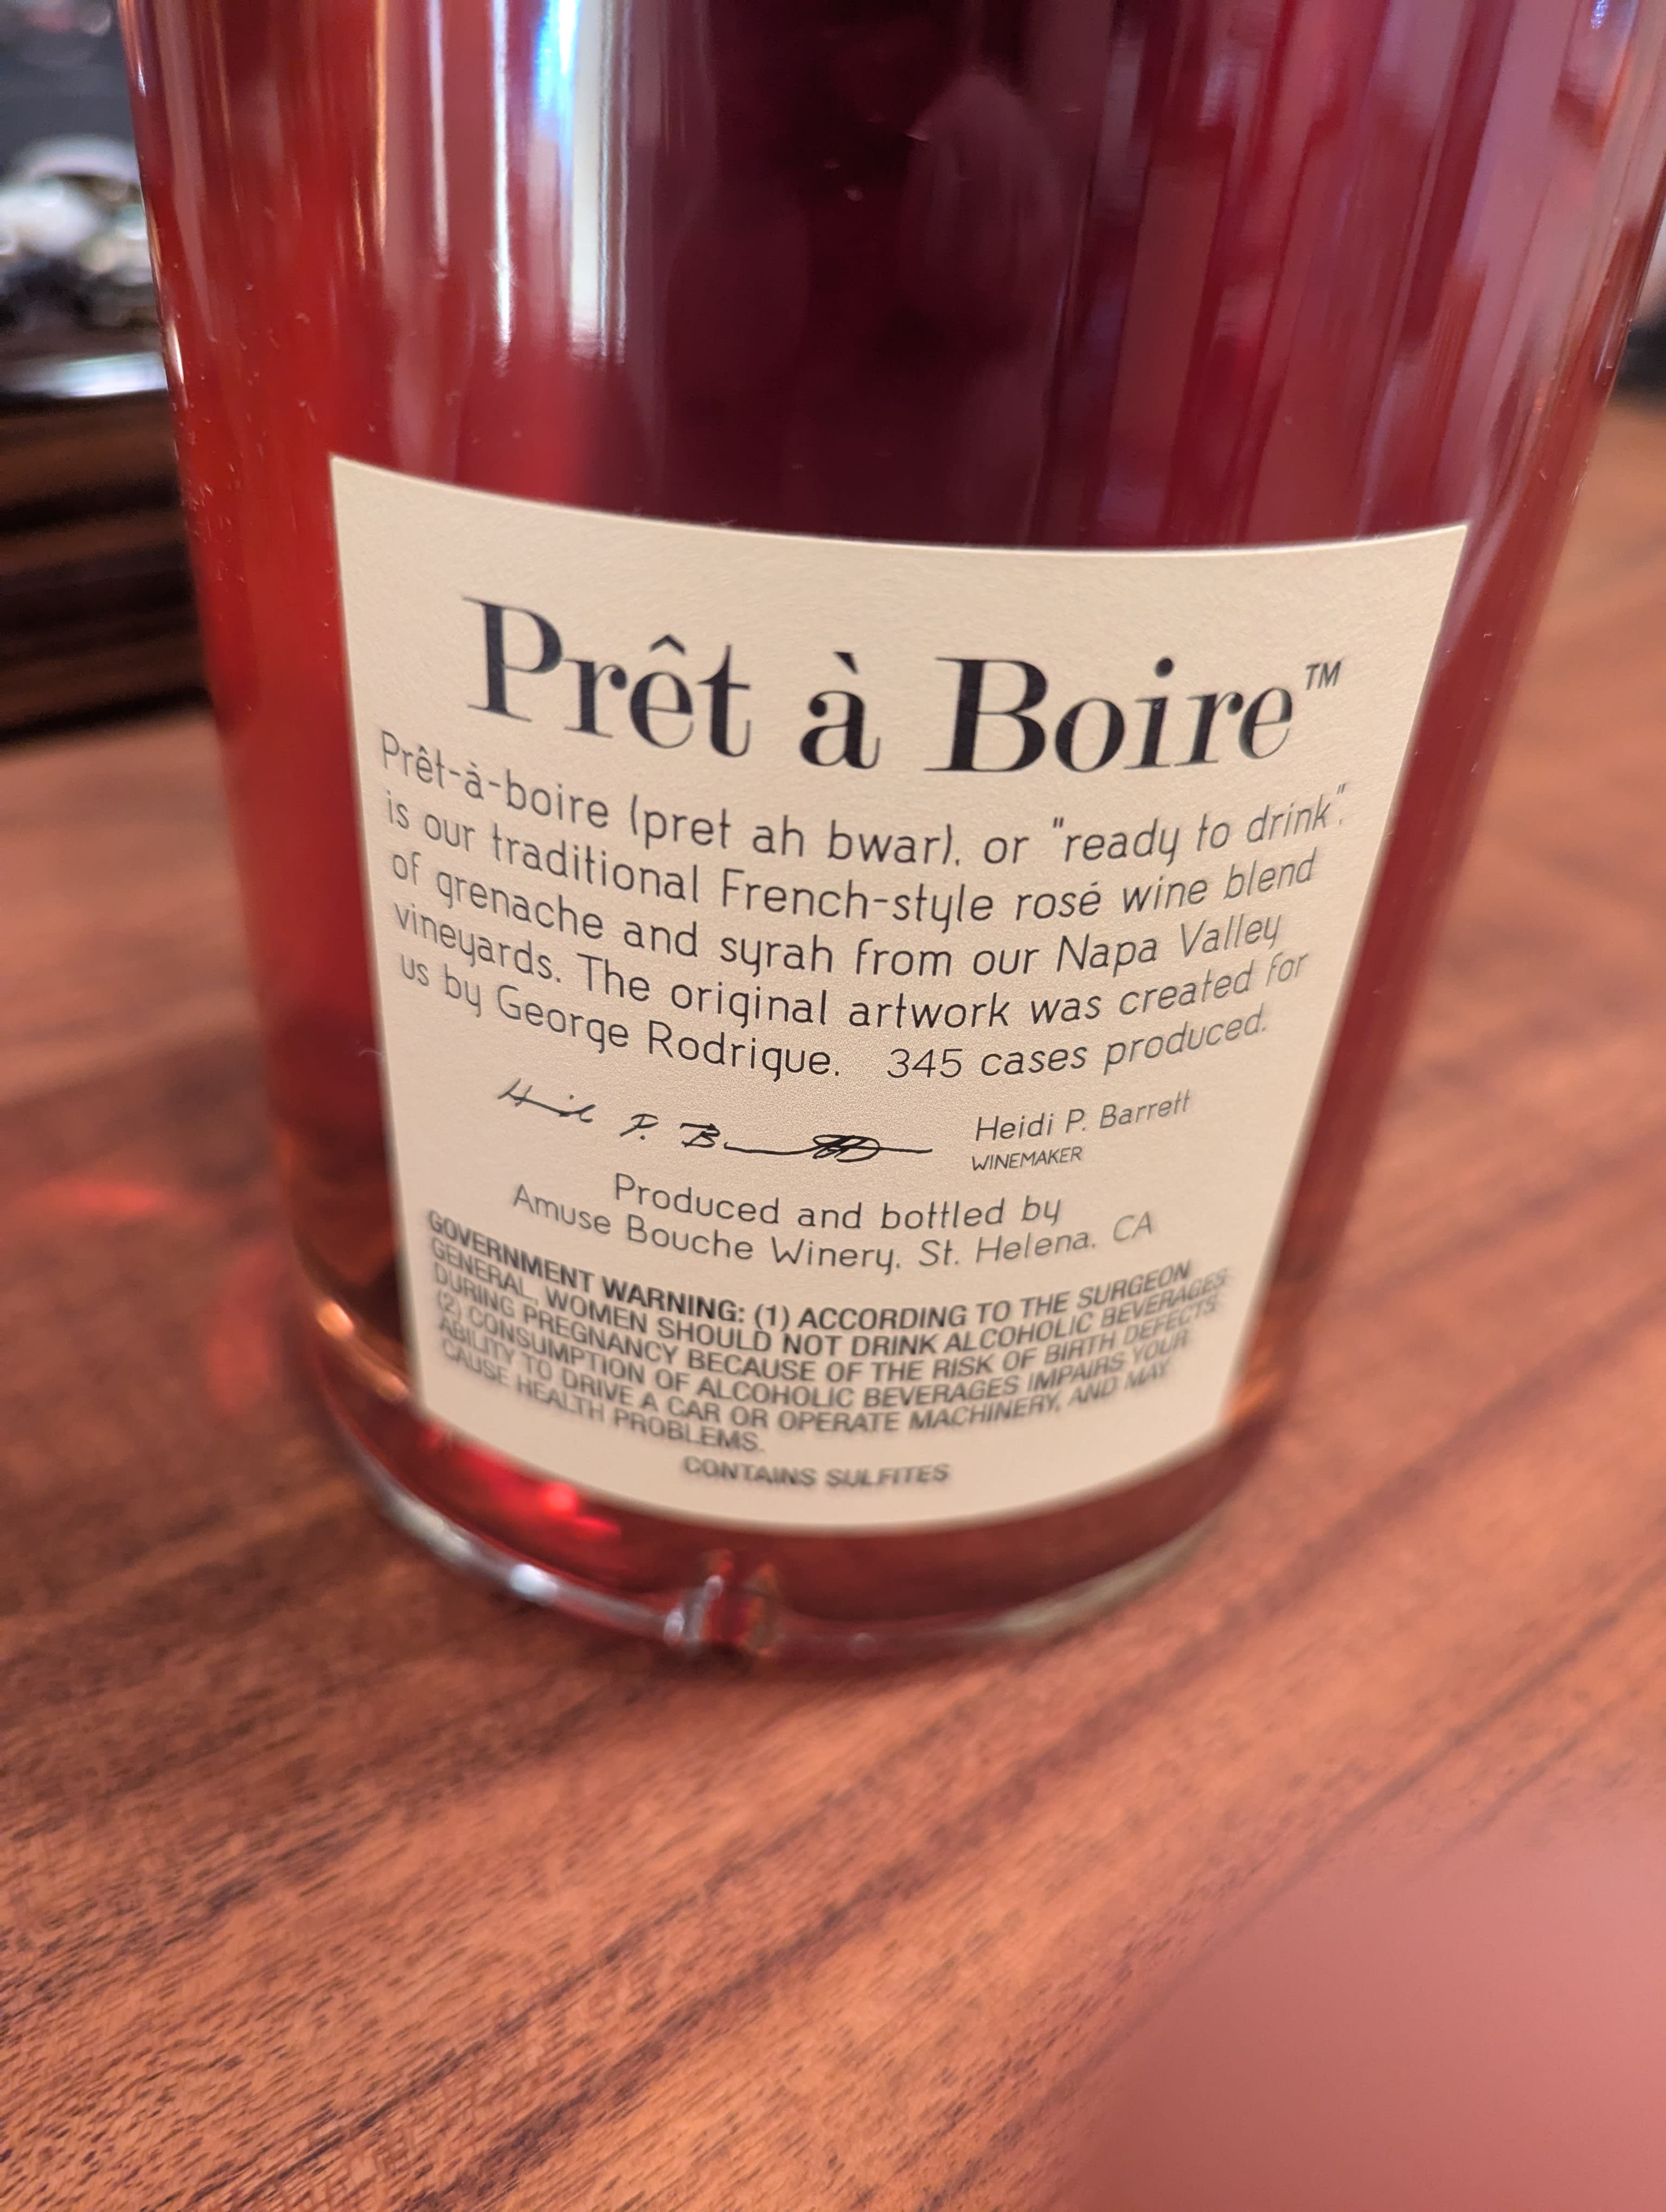 Prêt à Boire™
Prêt-à-boire (pret ah bwar), or "ready to drink",
is our traditional French-style rosé wine blend
of grenache and syrah from our Napa Valley
vineyards. The original artwork was created for
us by George Rodrigue. 345 cases produced.
Heidi P. Barrett
Heidi P. Barrett
WINEMAKER
Produced and bottled by
Amuse Bouche Winery, St. Helena, CA
GOVERNMENT WARNING: (1) ACCORDING TO THE SURGEON
GENERAL, WOMEN SHOULD NOT DRINK ALCOHOLIC BEVERAGES
DURING PREGNANCY BECAUSE OF THE RISK OF BIRTH DEFECTS.
(2) CONSUMPTION OF ALCOHOLIC BEVERAGES IMPAIRS YOUR
ABILITY TO DRIVE A CAR OR OPERATE MACHINERY, AND MAY
CAUSE HEALTH PROBLEMS.
CONTAINS SULFITES